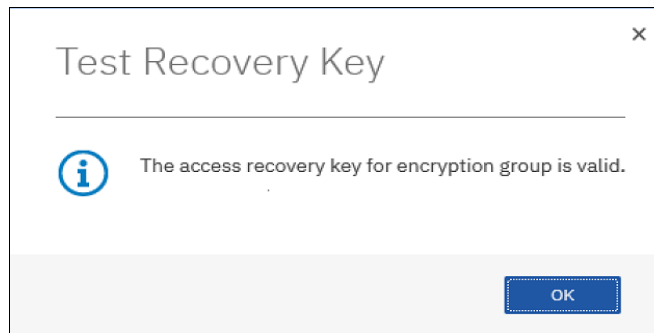 Test Recovery Key
The access recovery key for encryption group is valid.
OK